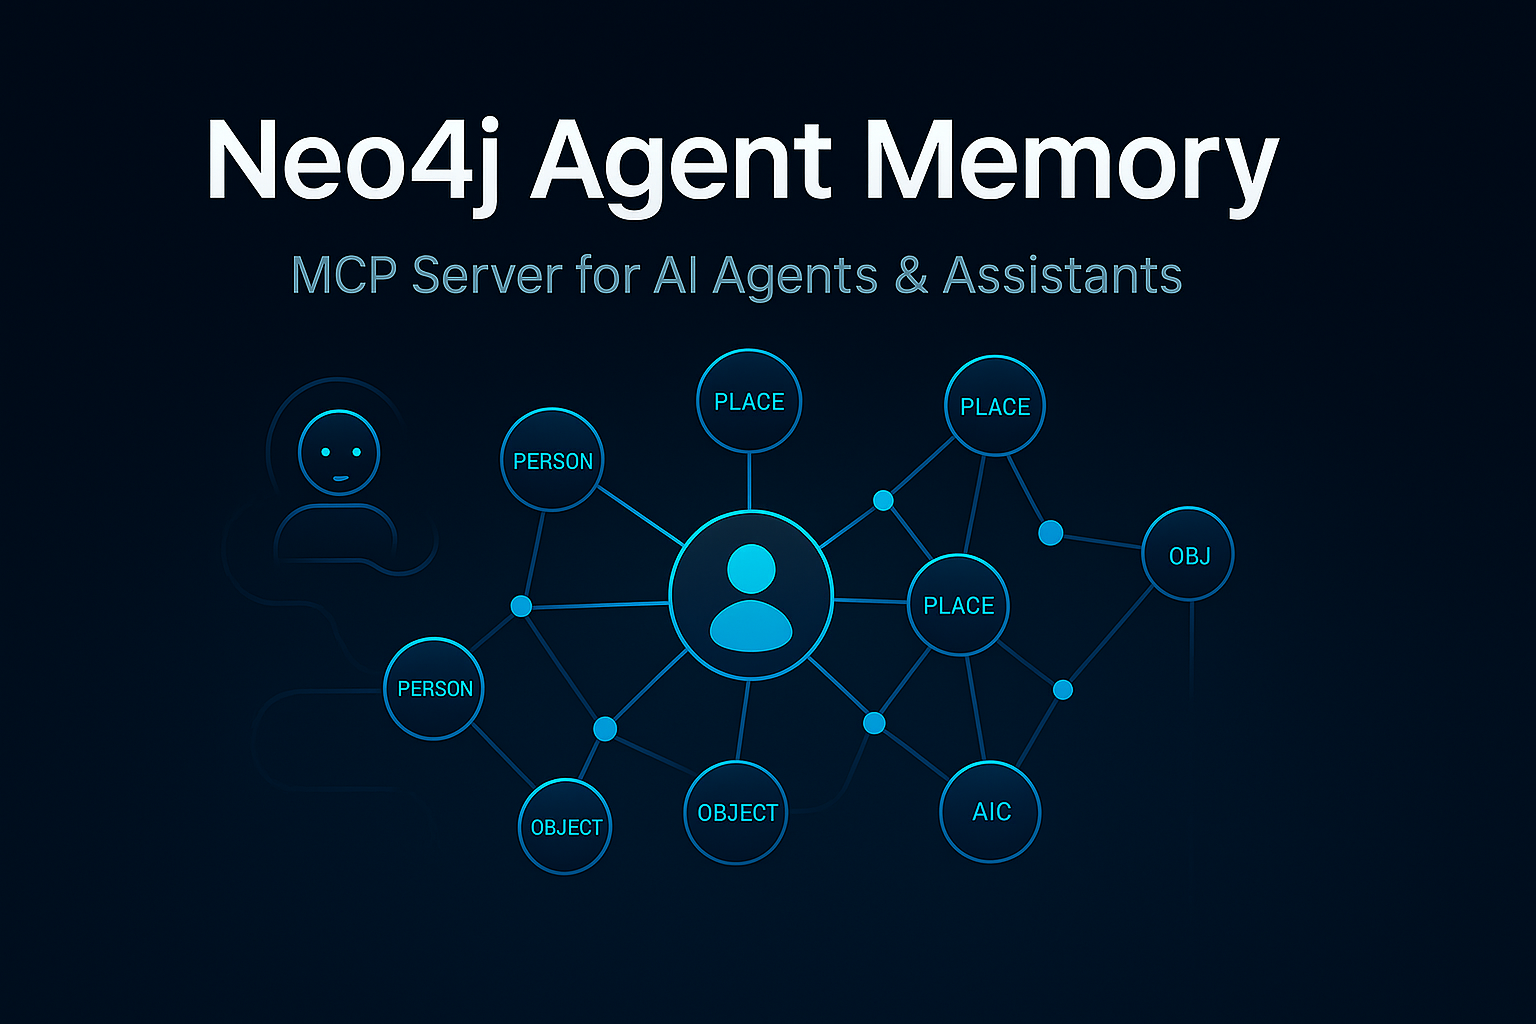 Neo4j Agent Memory
MCP Server for AI Agents & Assistants
PLACE
PLACE
PERSON
OBJ
PLACE
PERSON
OBJECT
OBJECT
AIC